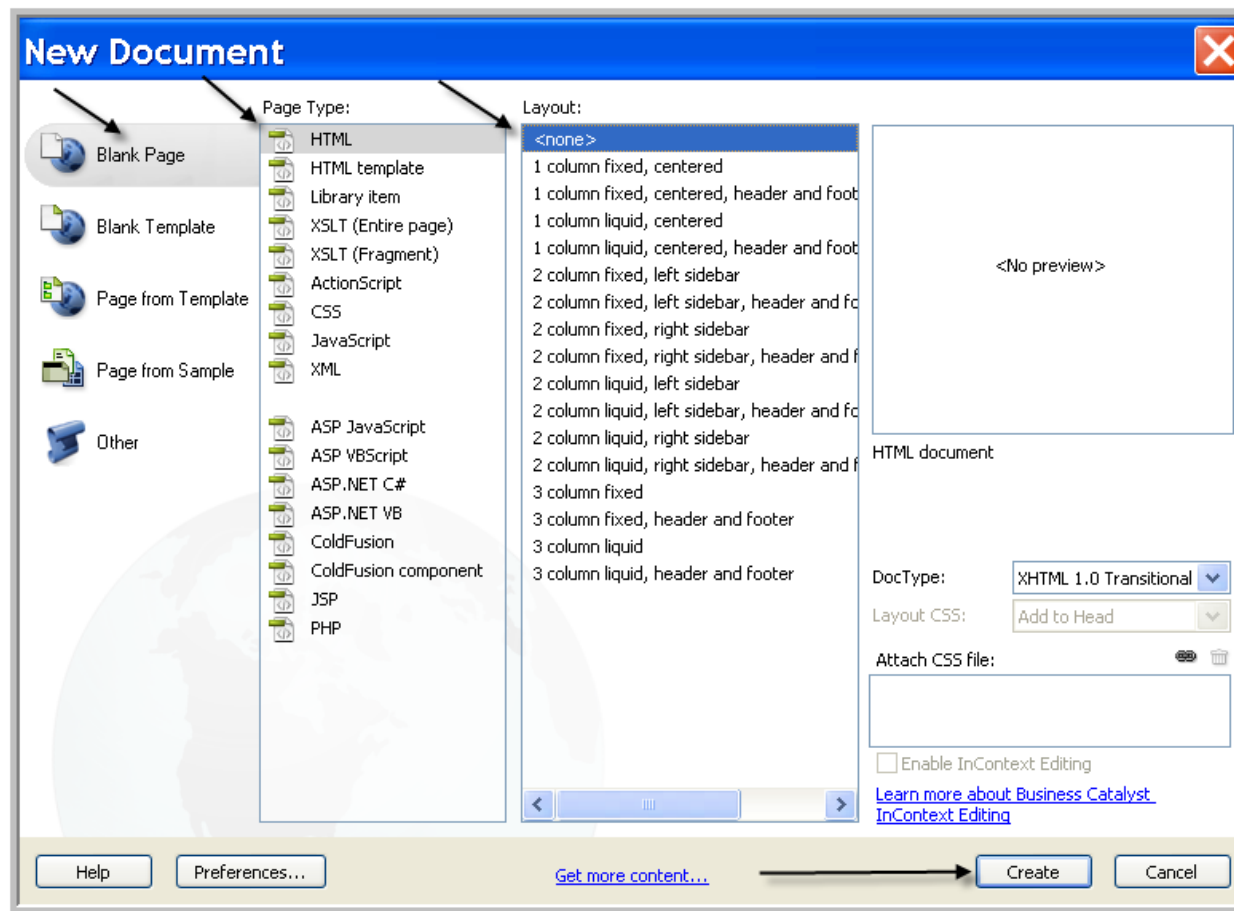 New Document
Blank Page
Blank Template
Page from Template
Page from Sample
Other
Page Type:
HTML
HTML template
Library item
XSLT (Entire page)
XSLT (Fragment)
ActionScript
CSS
JavaScript
XML
ASP JavaScript
ASP VBScript
ASP.NET C#
ASP.NET VB
ColdFusion
ColdFusion component
JSP
PHP
Layout:
<none>
1 column fixed, centered
1 column fixed, centered, header and foot
1 column liquid, centered
1 column liquid, centered, header and foot
2 column fixed, left sidebar
2 column fixed, left sidebar, header and fo
2 column fixed, right sidebar
2 column fixed, right sidebar, header and f
2 column liquid, left sidebar
2 column liquid, left sidebar, header and fo
2 column liquid, right sidebar
2 column liquid, right sidebar, header and f
3 column fixed
3 column fixed, header and footer
3 column liquid
3 column liquid, header and footer
<No preview>
HTML document
DocType: XHTML 1.0 Transitional
Layout CSS: Add to Head
Attach CSS file:
Enable InContext Editing
Learn more about Business Catalyst
InContext Editing
Help Preferences... Get more content... Create Cancel